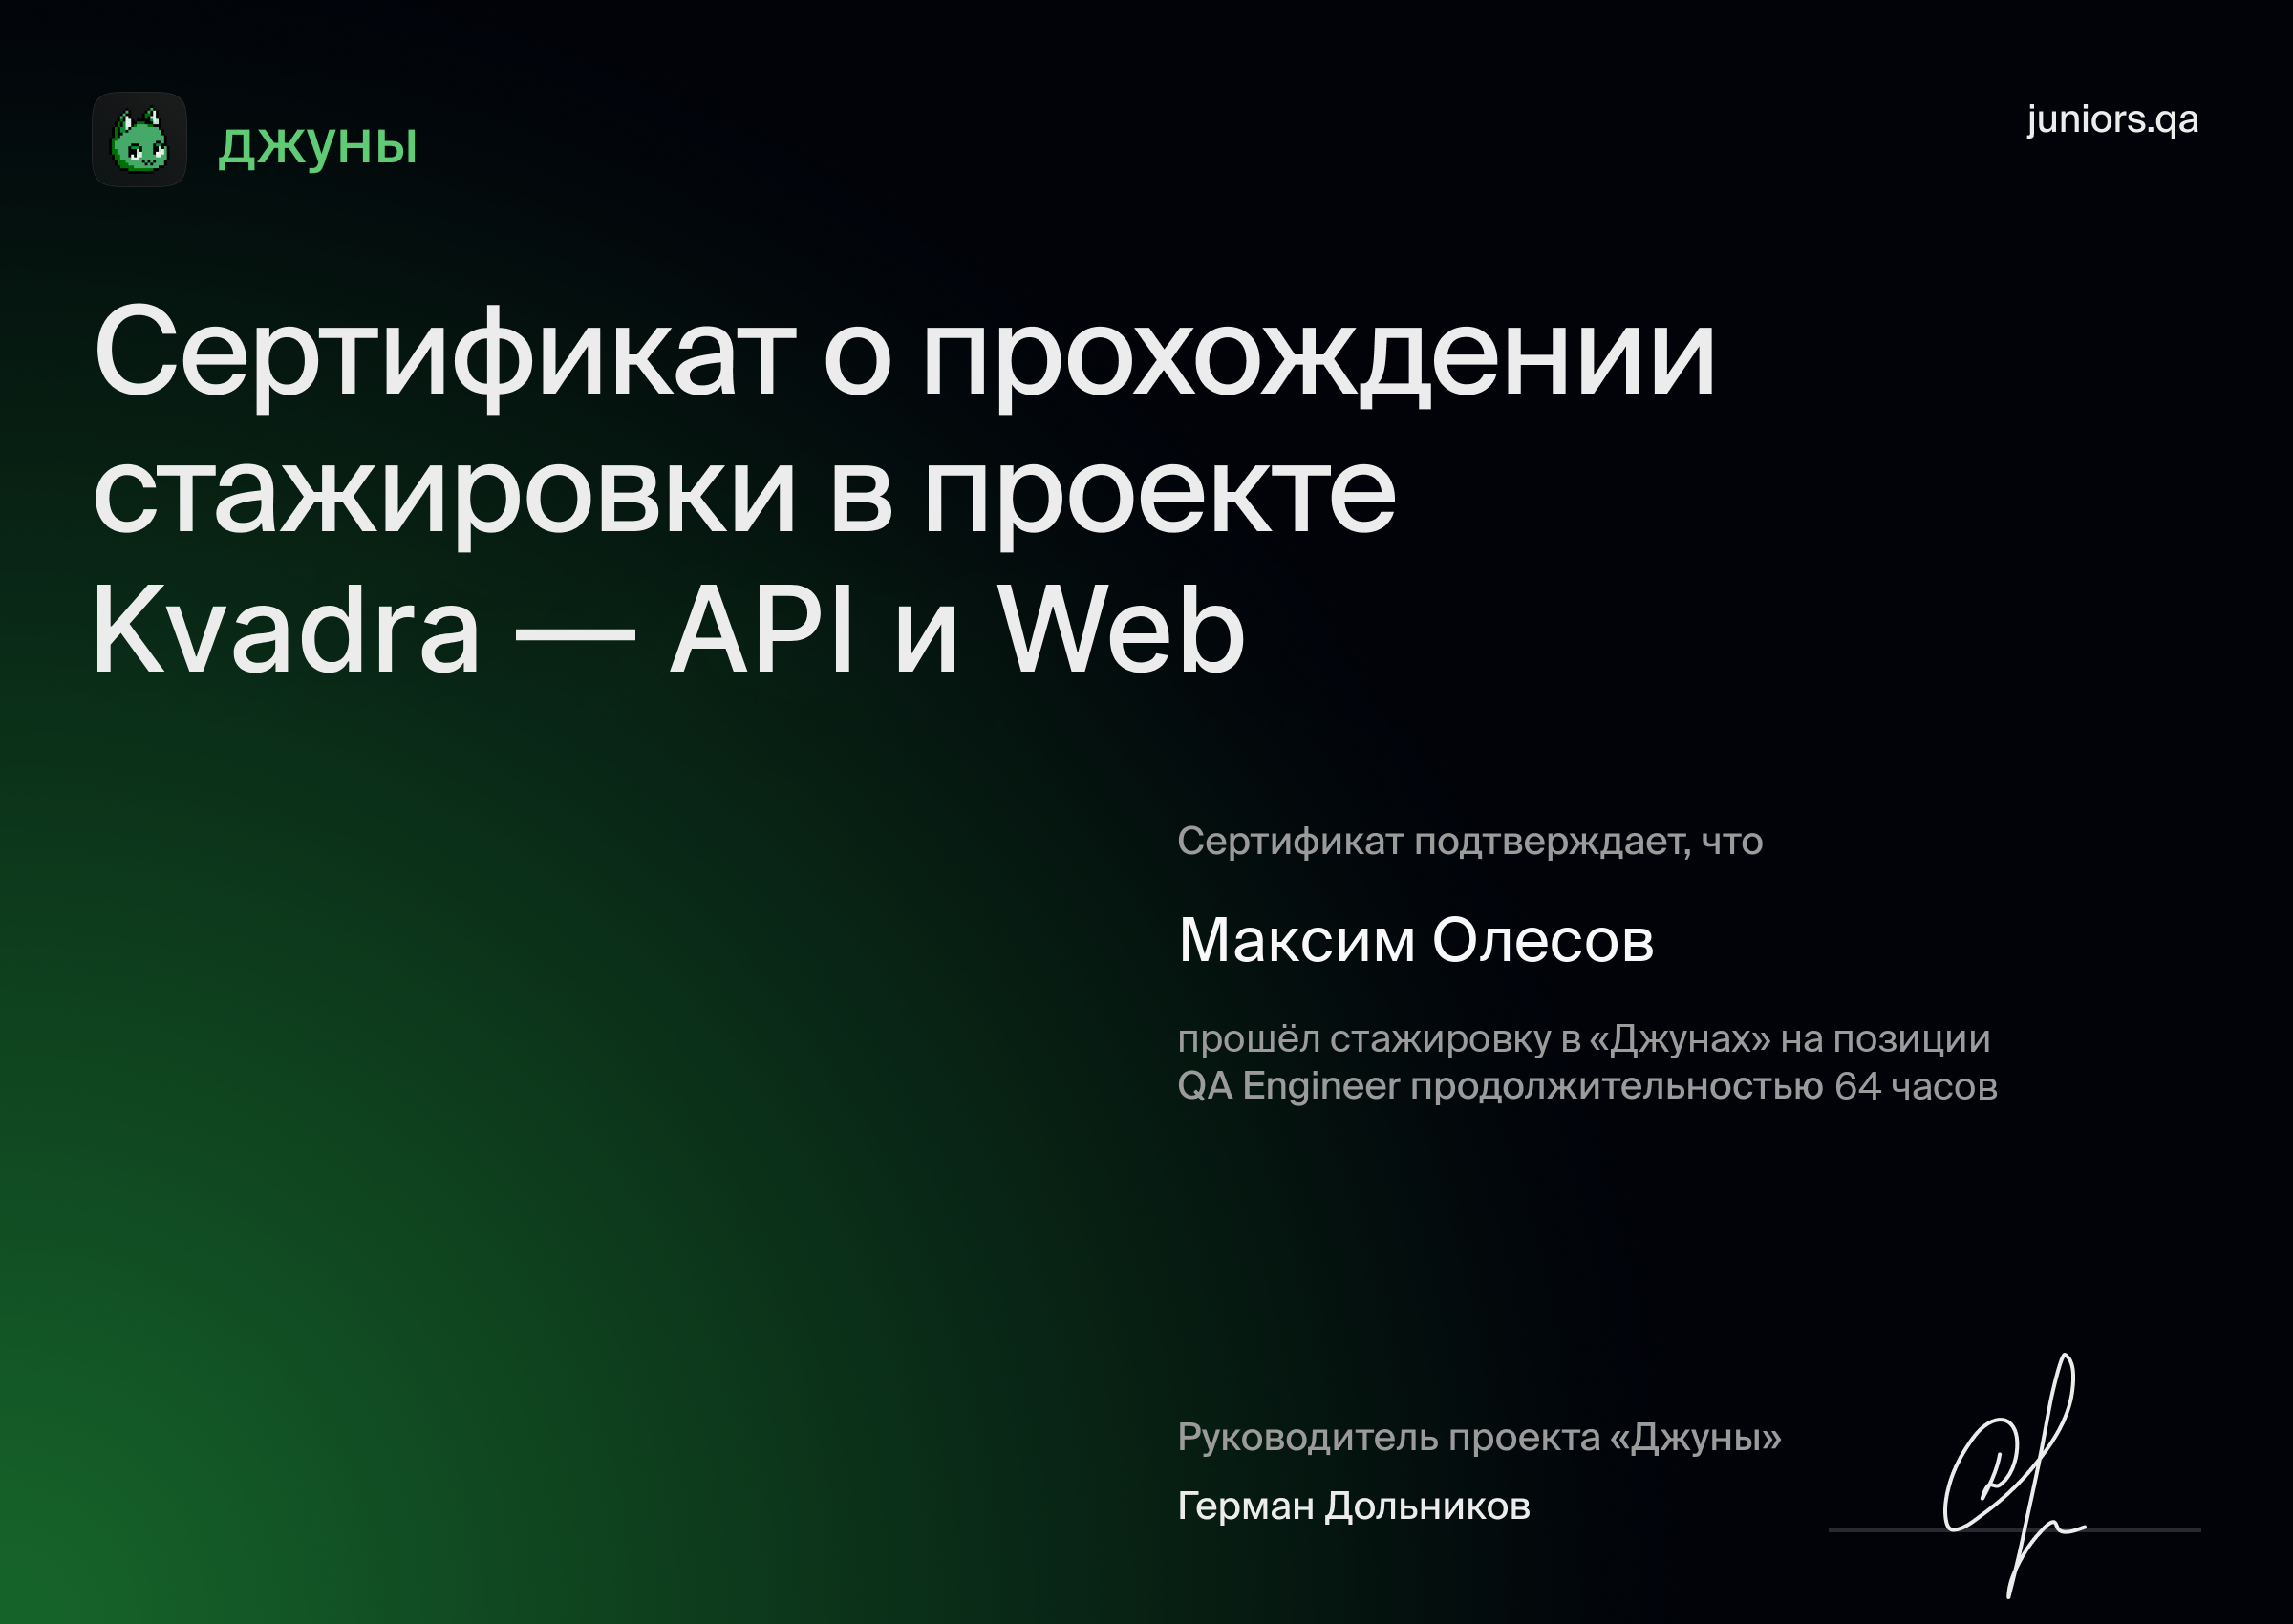 джуны
juniors.qa
Сертификат о прохождении
стажировки в проекте
Kvadra — API и Web
Сертификат подтверждает, что
Максим Олесов
прошёл стажировку в «Джунах» на позиции
QA Engineer продолжительностью 64 часов
Руководитель проекта «Джуны»
Герман Дольников